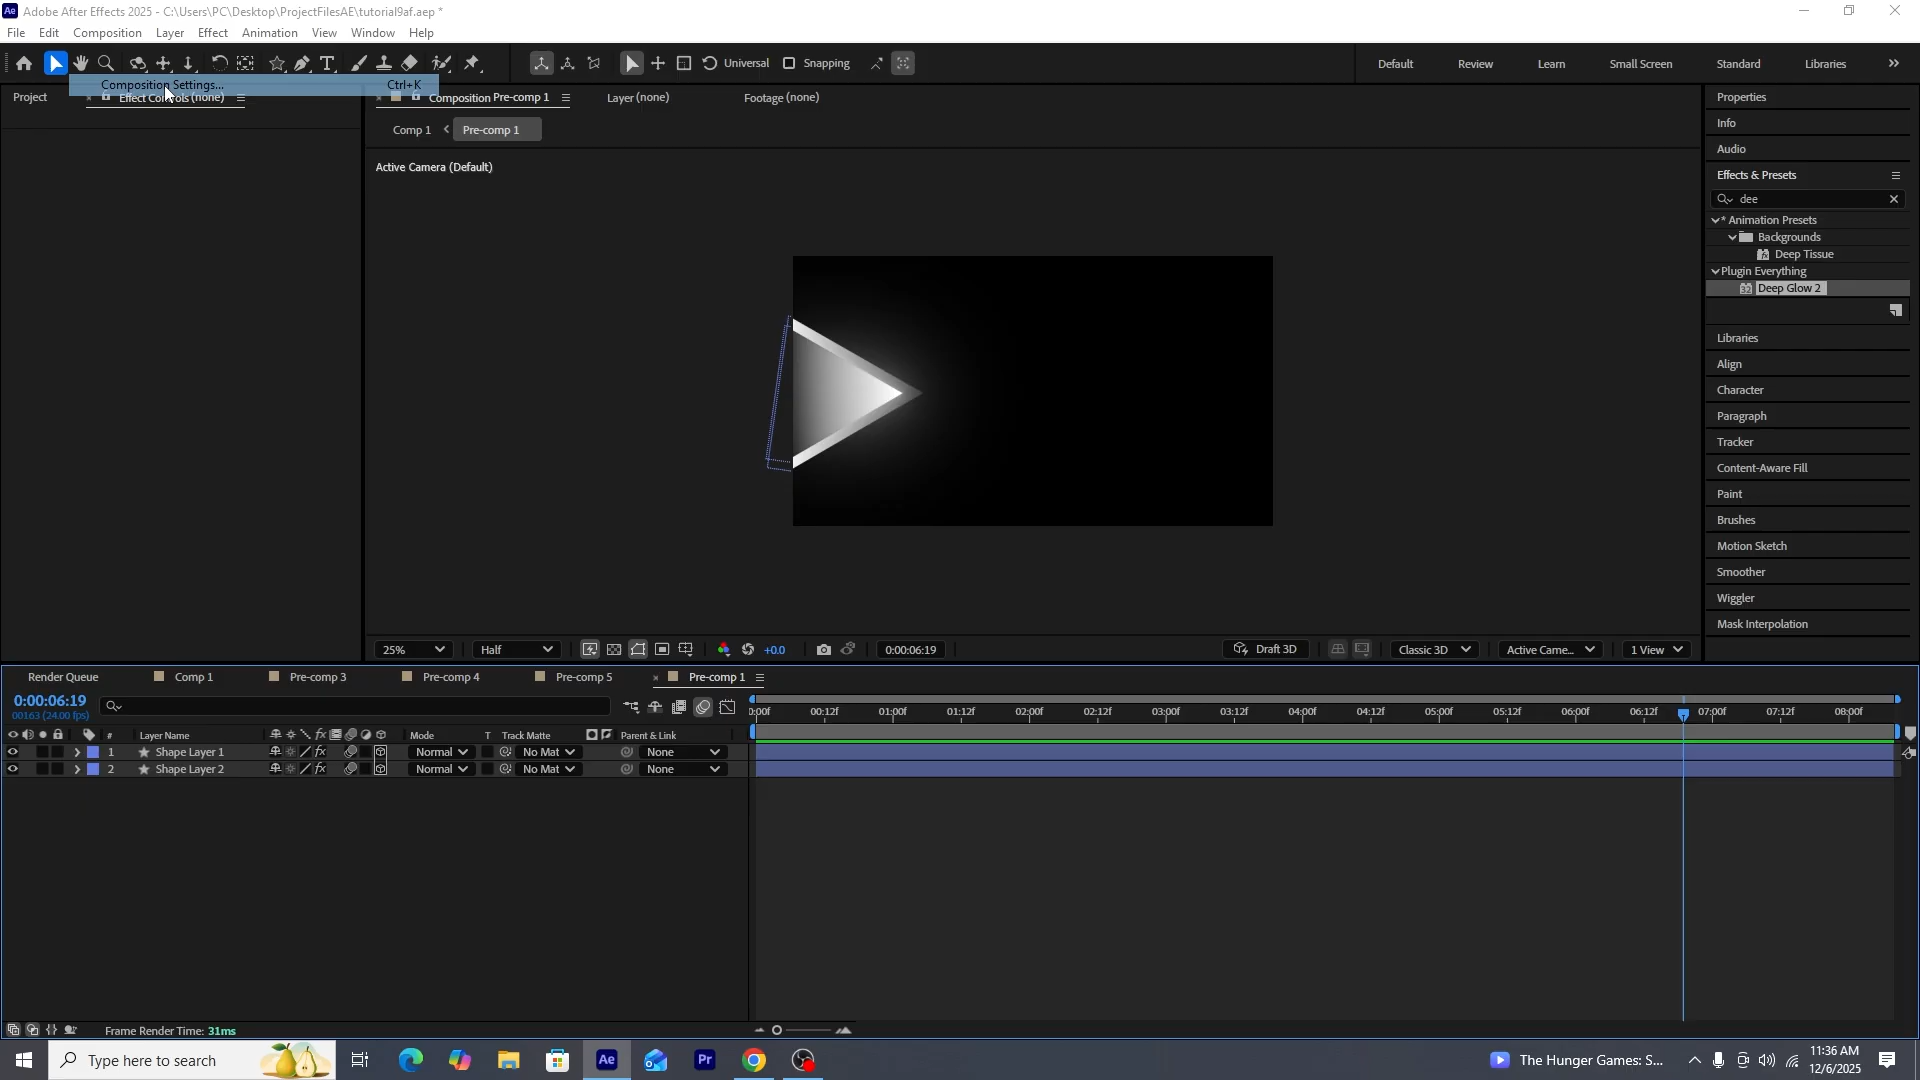 Adobe After Effects 2025 - C:\Users\PC\Desktop\ProjectFilesAE\tutorial9af.aep *
File Edit Composition Layer Effect Animation View Window Help
Universal Snapping Default Review Learn Small Screen Standard Libraries
Composition Settings... Ctrl+K
Project Effect Controls (none) Composition Pre-comp 1 Layer (none) Footage (none)
Comp 1 Pre-comp 1
Active Camera (Default)
Properties
Info
Audio
Effects & Presets
dee
* Animation Presets
Backgrounds
Deep Tissue
Plugin Everything
Deep Glow 2
Libraries
Align
Character
Paragraph
Tracker
Content-Aware Fill
Paint
Brushes
Motion Sketch
Smoother
Wiggler
Mask Interpolation
25% Half +0.0 0:00:06:19 Draft 3D Classic 3D Active Came... 1 View
Render Queue Comp 1 Pre-comp 3 Pre-comp 4 Pre-comp 5 Pre-comp 1
0:00:06:19
00163 (24.00 fps)
0:00f 00:12f 01:00f 01:12f 02:00f 02:12f 03:00f 03:12f 04:00f 04:12f 05:00f 05:12f 06:00f 06:12f 07:00f 07:12f 08:00f
# Layer Name Mode T Track Matte Parent & Link
1 Shape Layer 1 Normal No Mat None
2 Shape Layer 2 Normal No Mat None
Frame Render Time: 31ms
Type here to search
The Hunger Games: S...
11:36 AM
12/6/2025